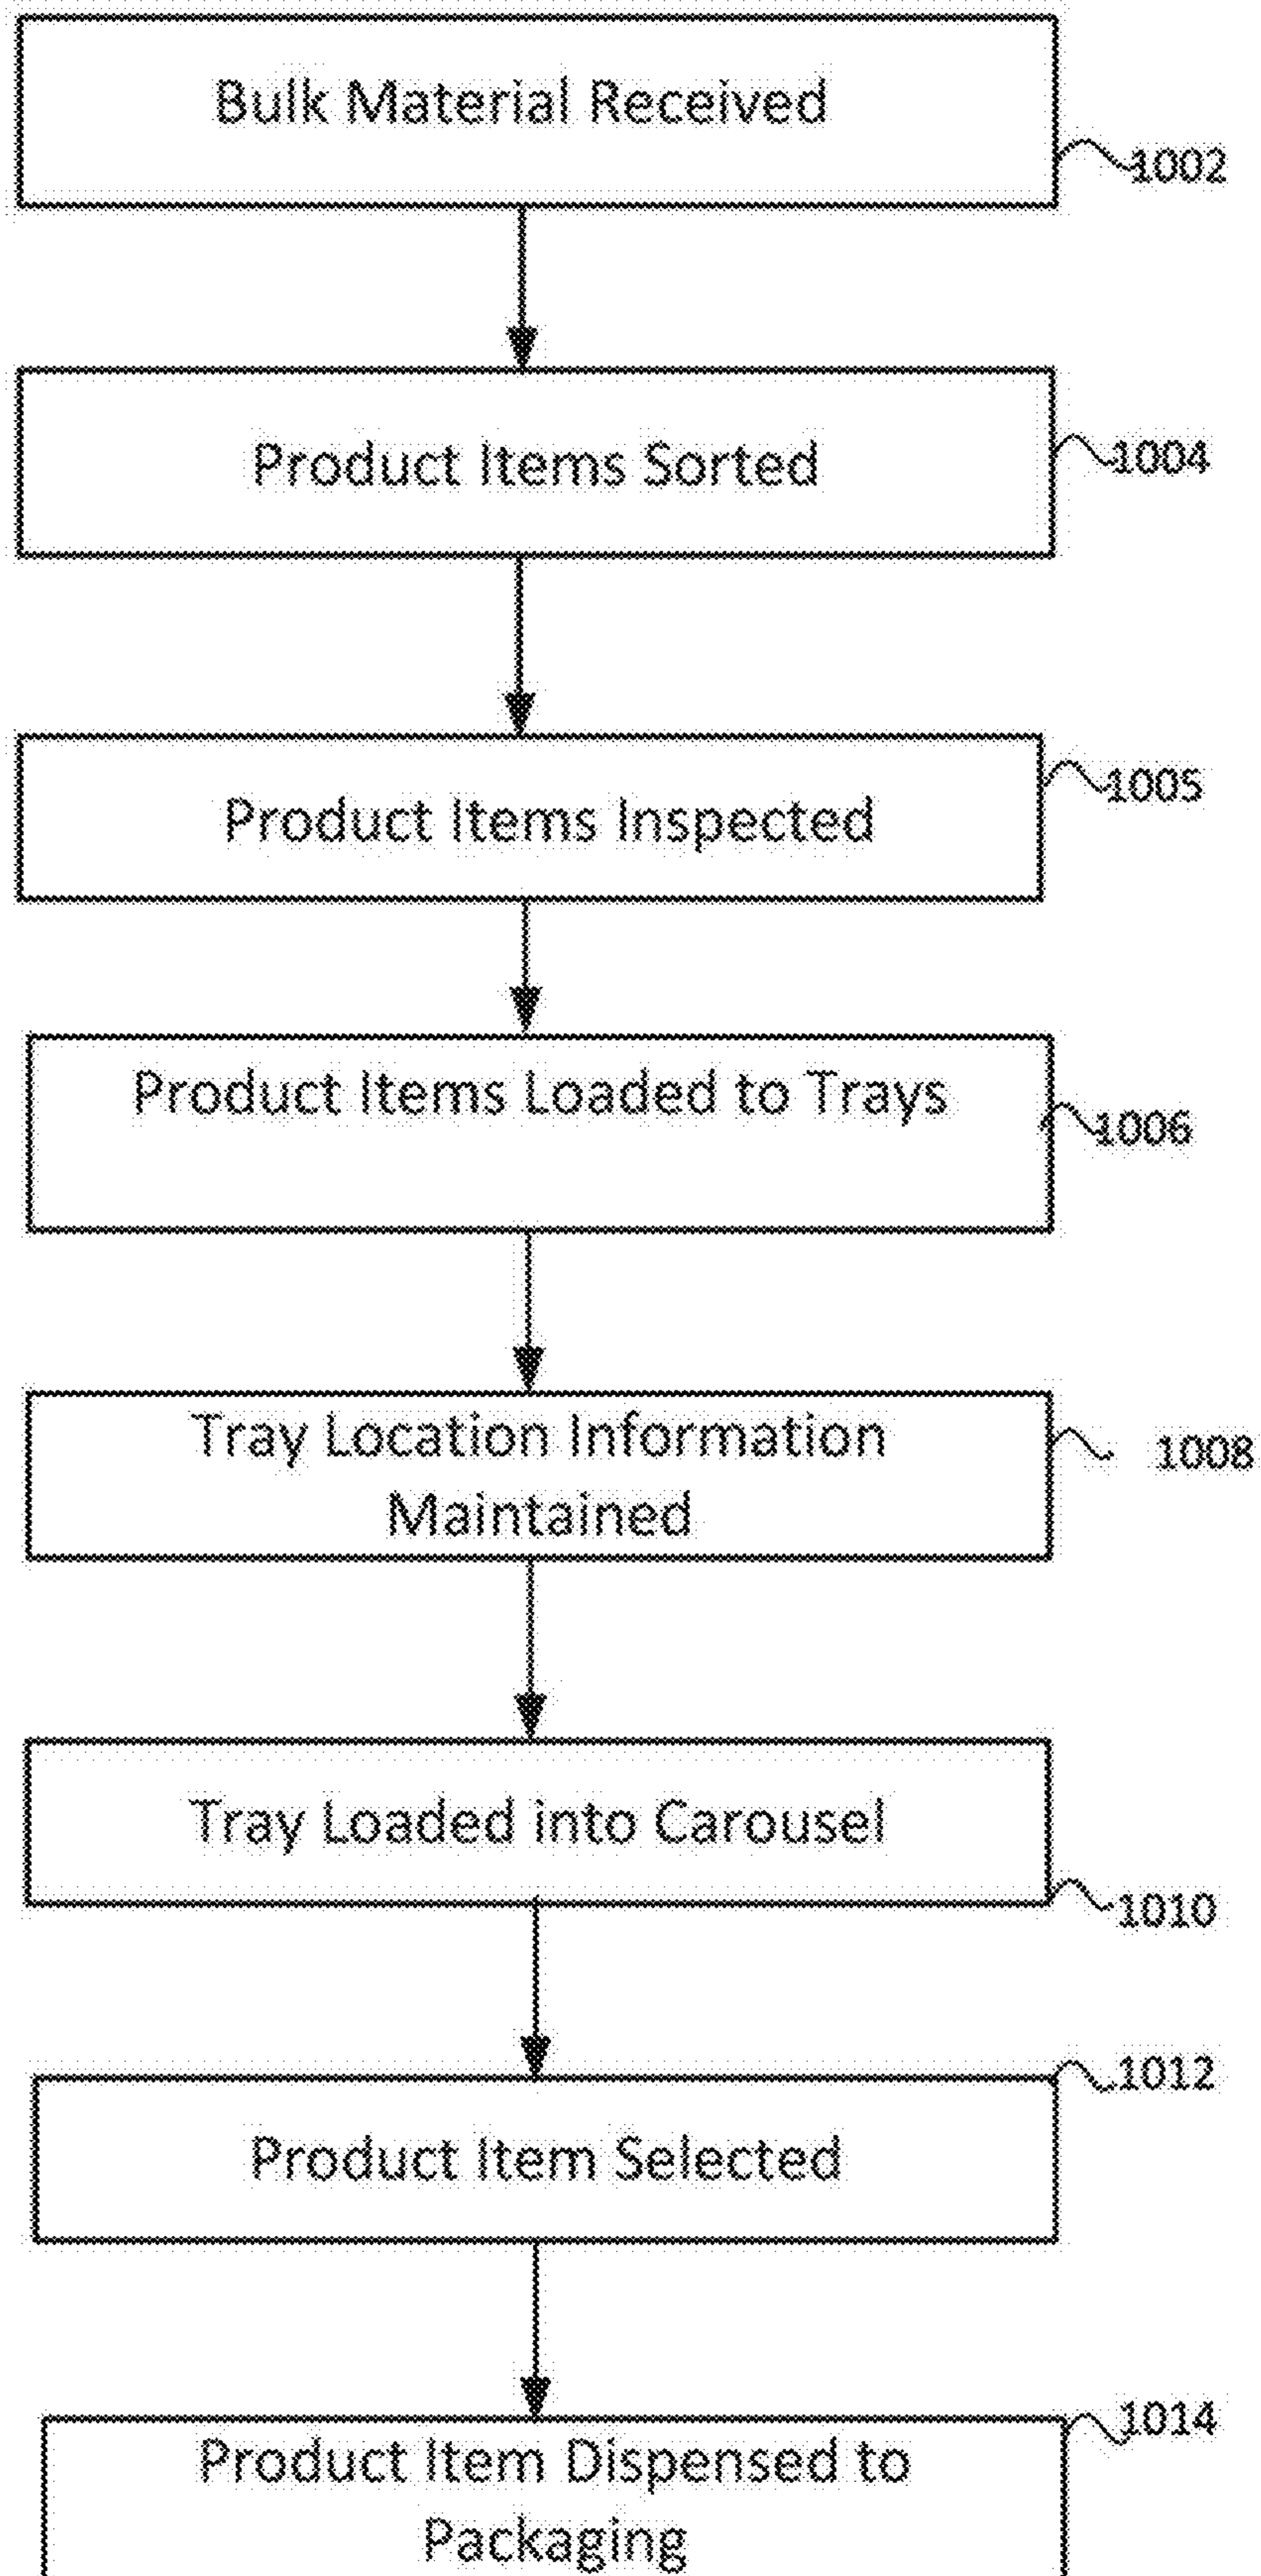 Bulk Material Received
1002
Product Items Sorted
1004
Product Items Inspected
1005
Product Items Loaded to Trays
1006
Tray Location Information
Maintained
1008
Tray Loaded into Carousel
1010
1012
Product Item Selected
1014
Product Item Dispensed to
Packaging